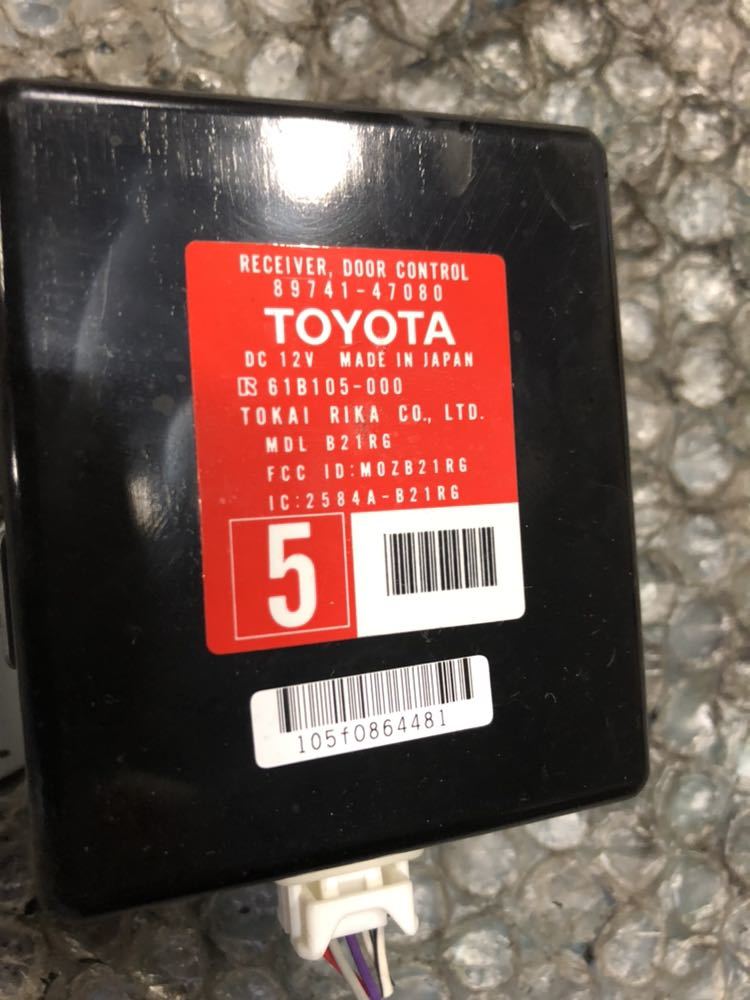 RECEIVER, DOOR CONTROL
89741-47080
TOYOTA
DC 12V MADE IN JAPAN
R 61B105-000
TOKAI RIKA CO., LTD.
MDL B21RG
FCC ID:MOZB21RG
IC:2584A-B21RG
5
105f0864481